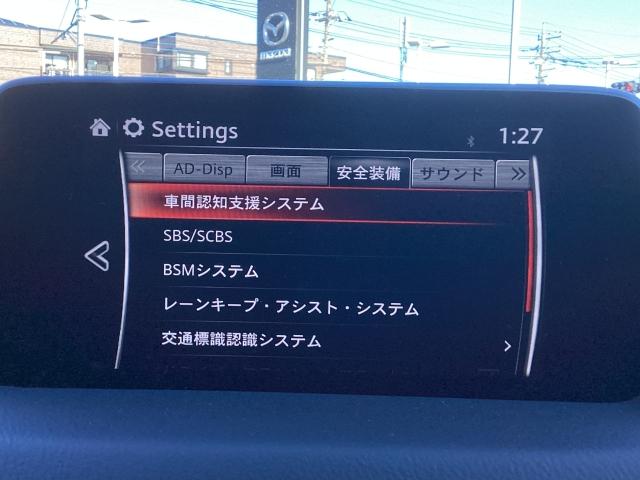 mazda
Settings
1:27
AD-Disp
画面
安全装備
サウンド
車間認知支援システム
SBS/SCBS
BSMシステム
レーンキープ・アシスト・システム
交通標識認識システム